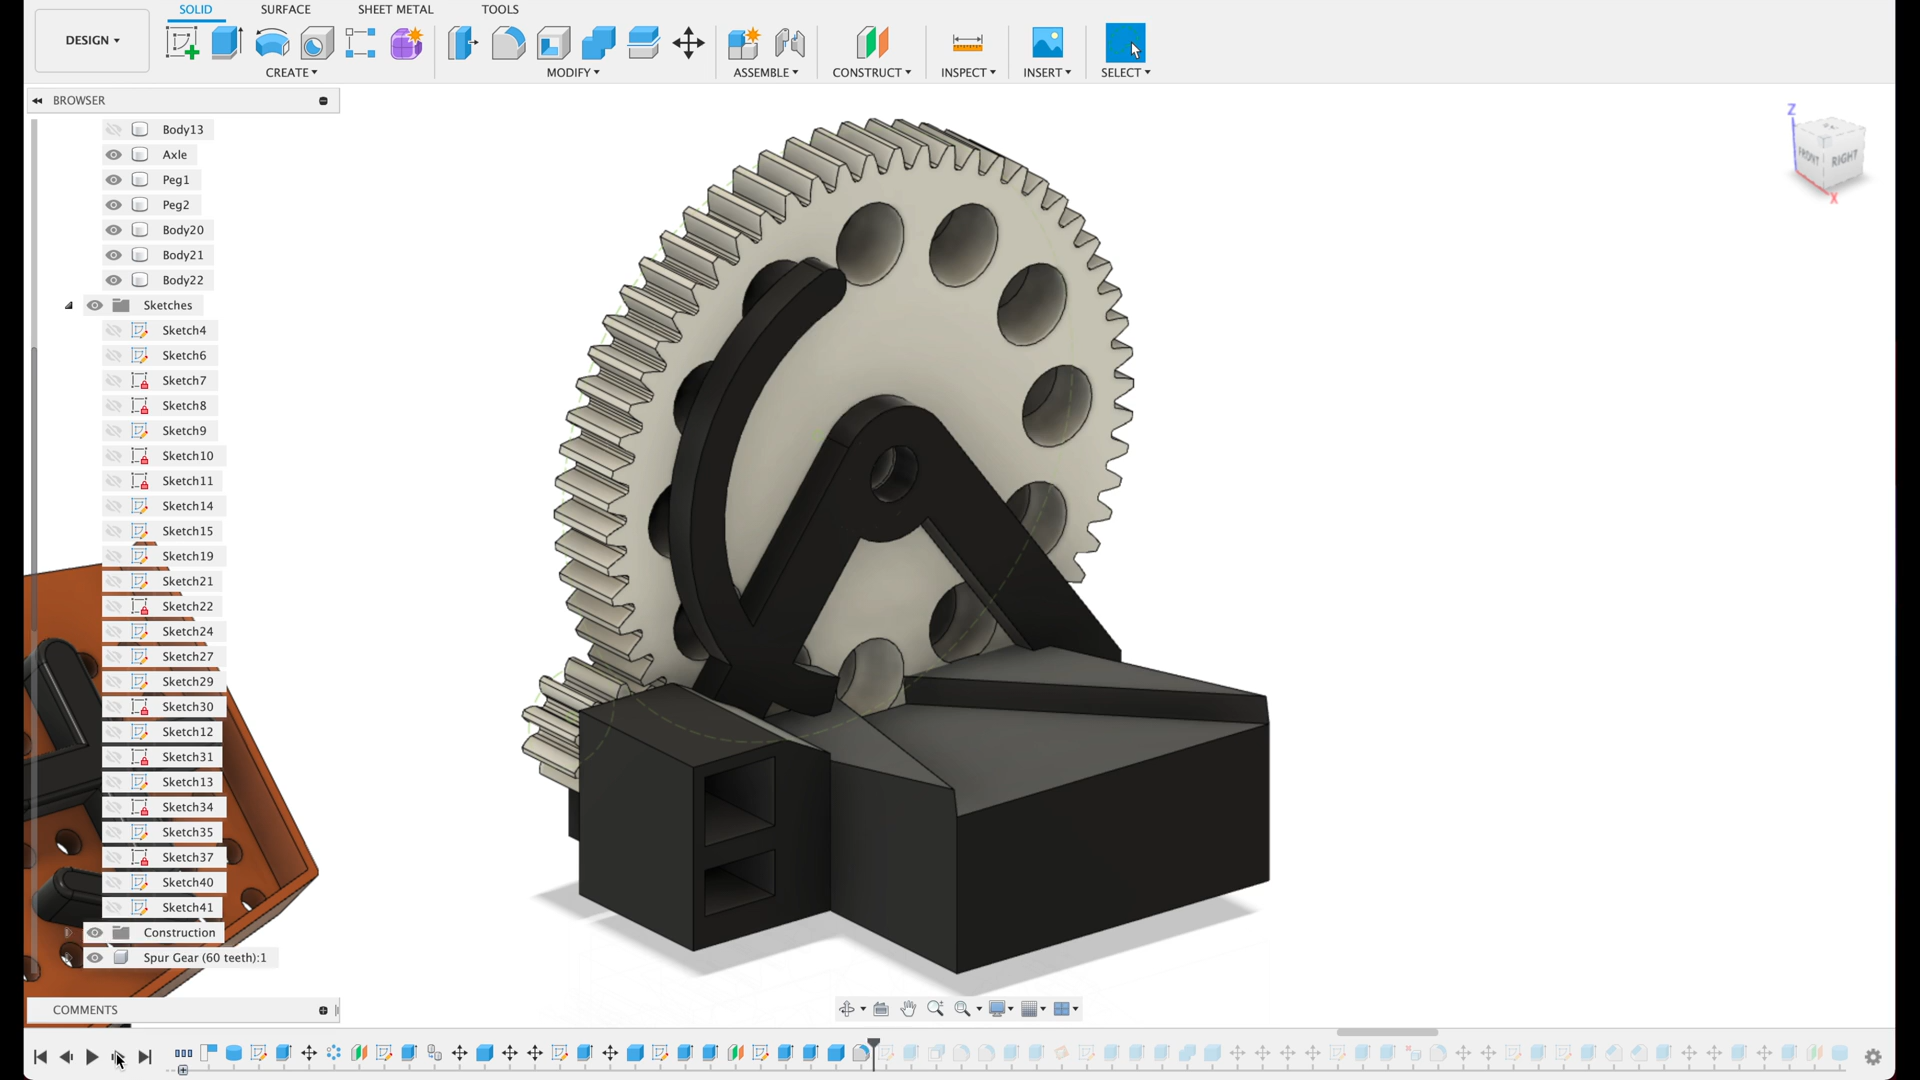 SOLID SURFACE SHEET METAL TOOLS
DESIGN
CREATE MODIFY ASSEMBLE CONSTRUCT INSPECT INSERT SELECT
BROWSER
Body13
Axle
Peg1
Peg2
Body20
Body21
Body22
Sketches
Sketch4
Sketch6
Sketch7
Sketch8
Sketch9
Sketch10
Sketch11
Sketch14
Sketch15
Sketch19
Sketch21
Sketch22
Sketch24
Sketch27
Sketch29
Sketch30
Sketch12
Sketch31
Sketch13
Sketch34
Sketch35
Sketch37
Sketch40
Sketch41
Construction
Spur Gear (60 teeth):1
COMMENTS
Z
FRONT RIGHT
X